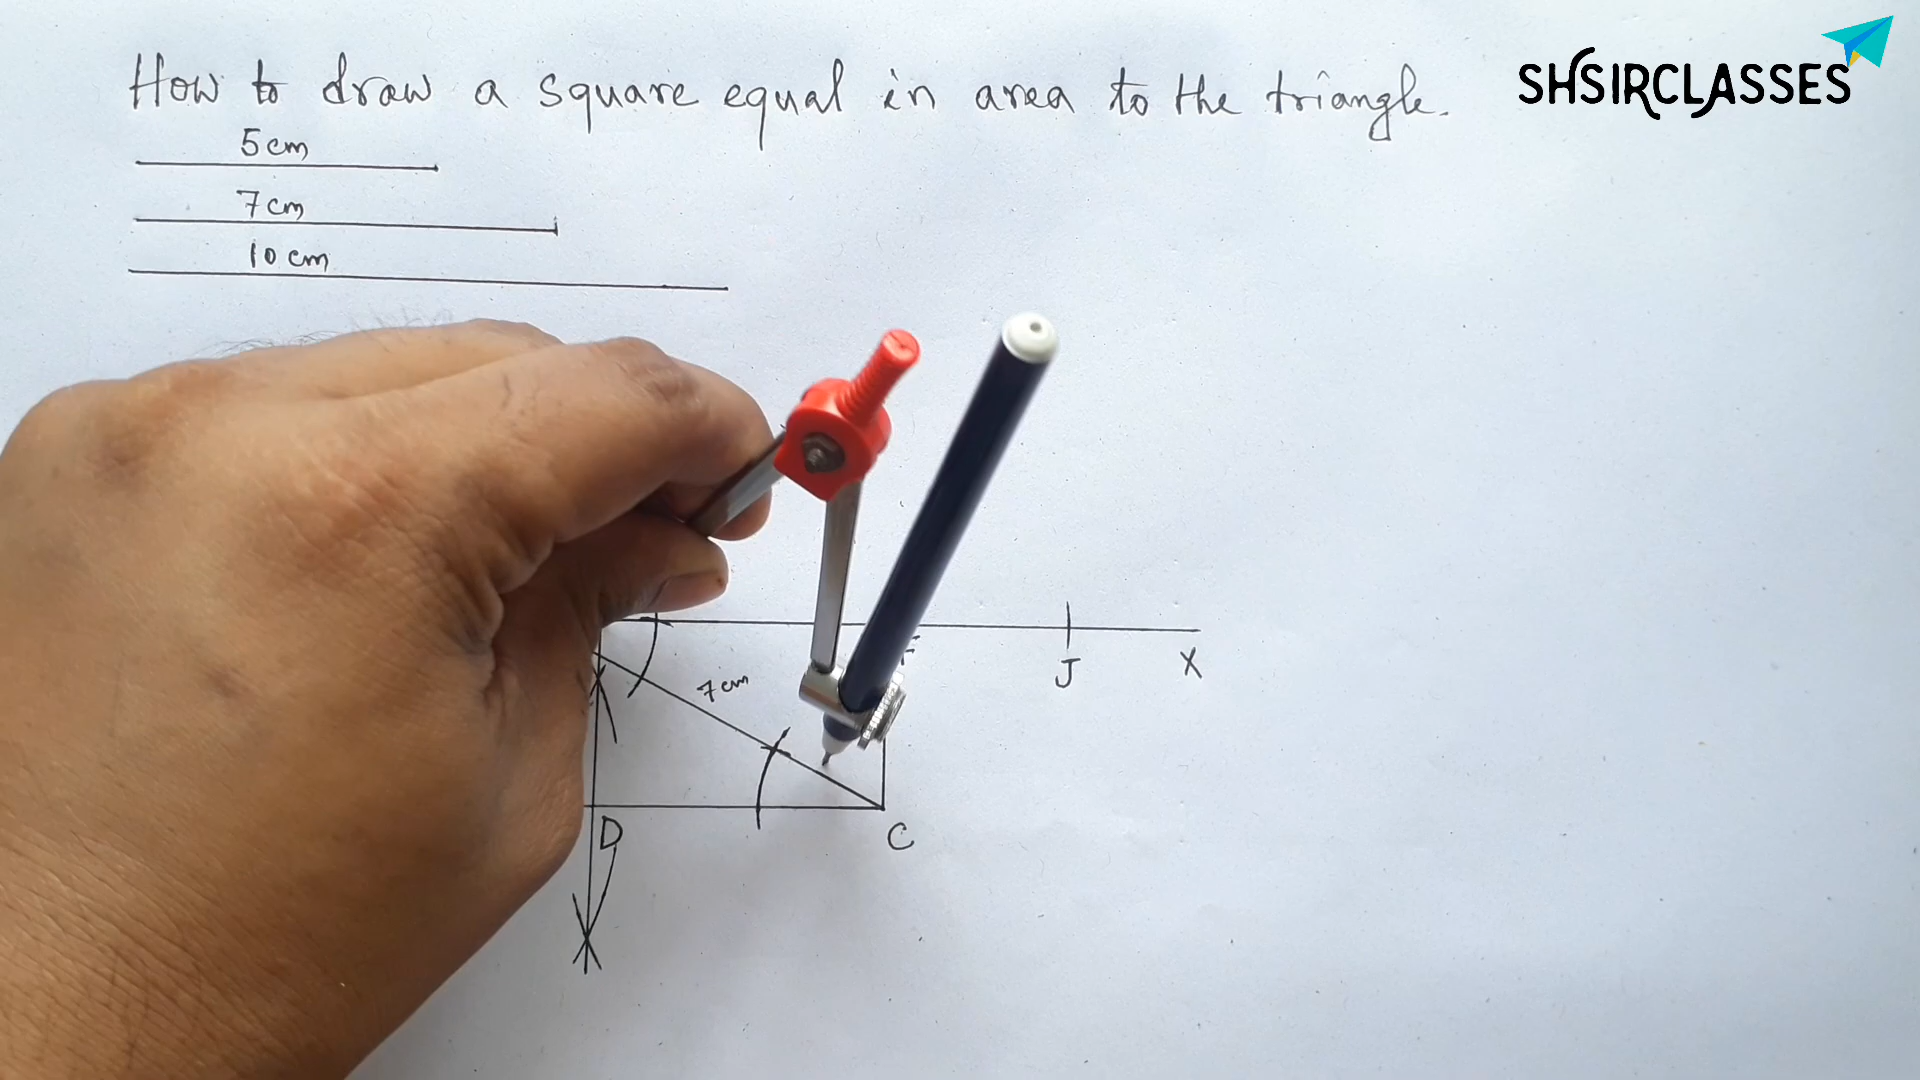 How to draw a square equal in area to the triangle.
SHSIRCLASSES
5cm
7cm
10 cm
7cm
J
X
D
C